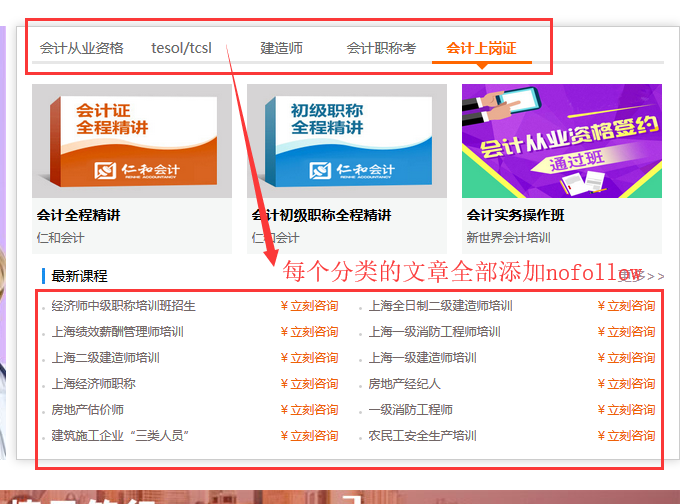 会计从业资格 tesol/tcsl 建造师 会计职称考 会计上岗证
会计证
全程精讲
仁和会计
RENHE ACCOUNTANCY
初级职称
全程精讲
仁和会计
RENHE ACCOUNTANCY
会计从业资格签约
通过班
会计全程精讲
仁和会计
会计初级职称全程精讲
仁和会计
会计实务操作班
新世界会计培训
每个分类的文章全部添加nofollow
最新课程 更多>>
经济师中级职称培训班招生 ¥立刻咨询 上海全日制二级建造师培训 ¥立刻咨询
上海绩效薪酬管理师培训 ¥立刻咨询 上海一级消防工程师培训 ¥立刻咨询
上海二级建造师培训 ¥立刻咨询 上海一级建造师培训 ¥立刻咨询
上海经济师职称 ¥立刻咨询 房地产经纪人 ¥立刻咨询
房地产估价师 ¥立刻咨询 一级消防工程师 ¥立刻咨询
建筑施工企业“三类人员” ¥立刻咨询 农民工安全生产培训 ¥立刻咨询